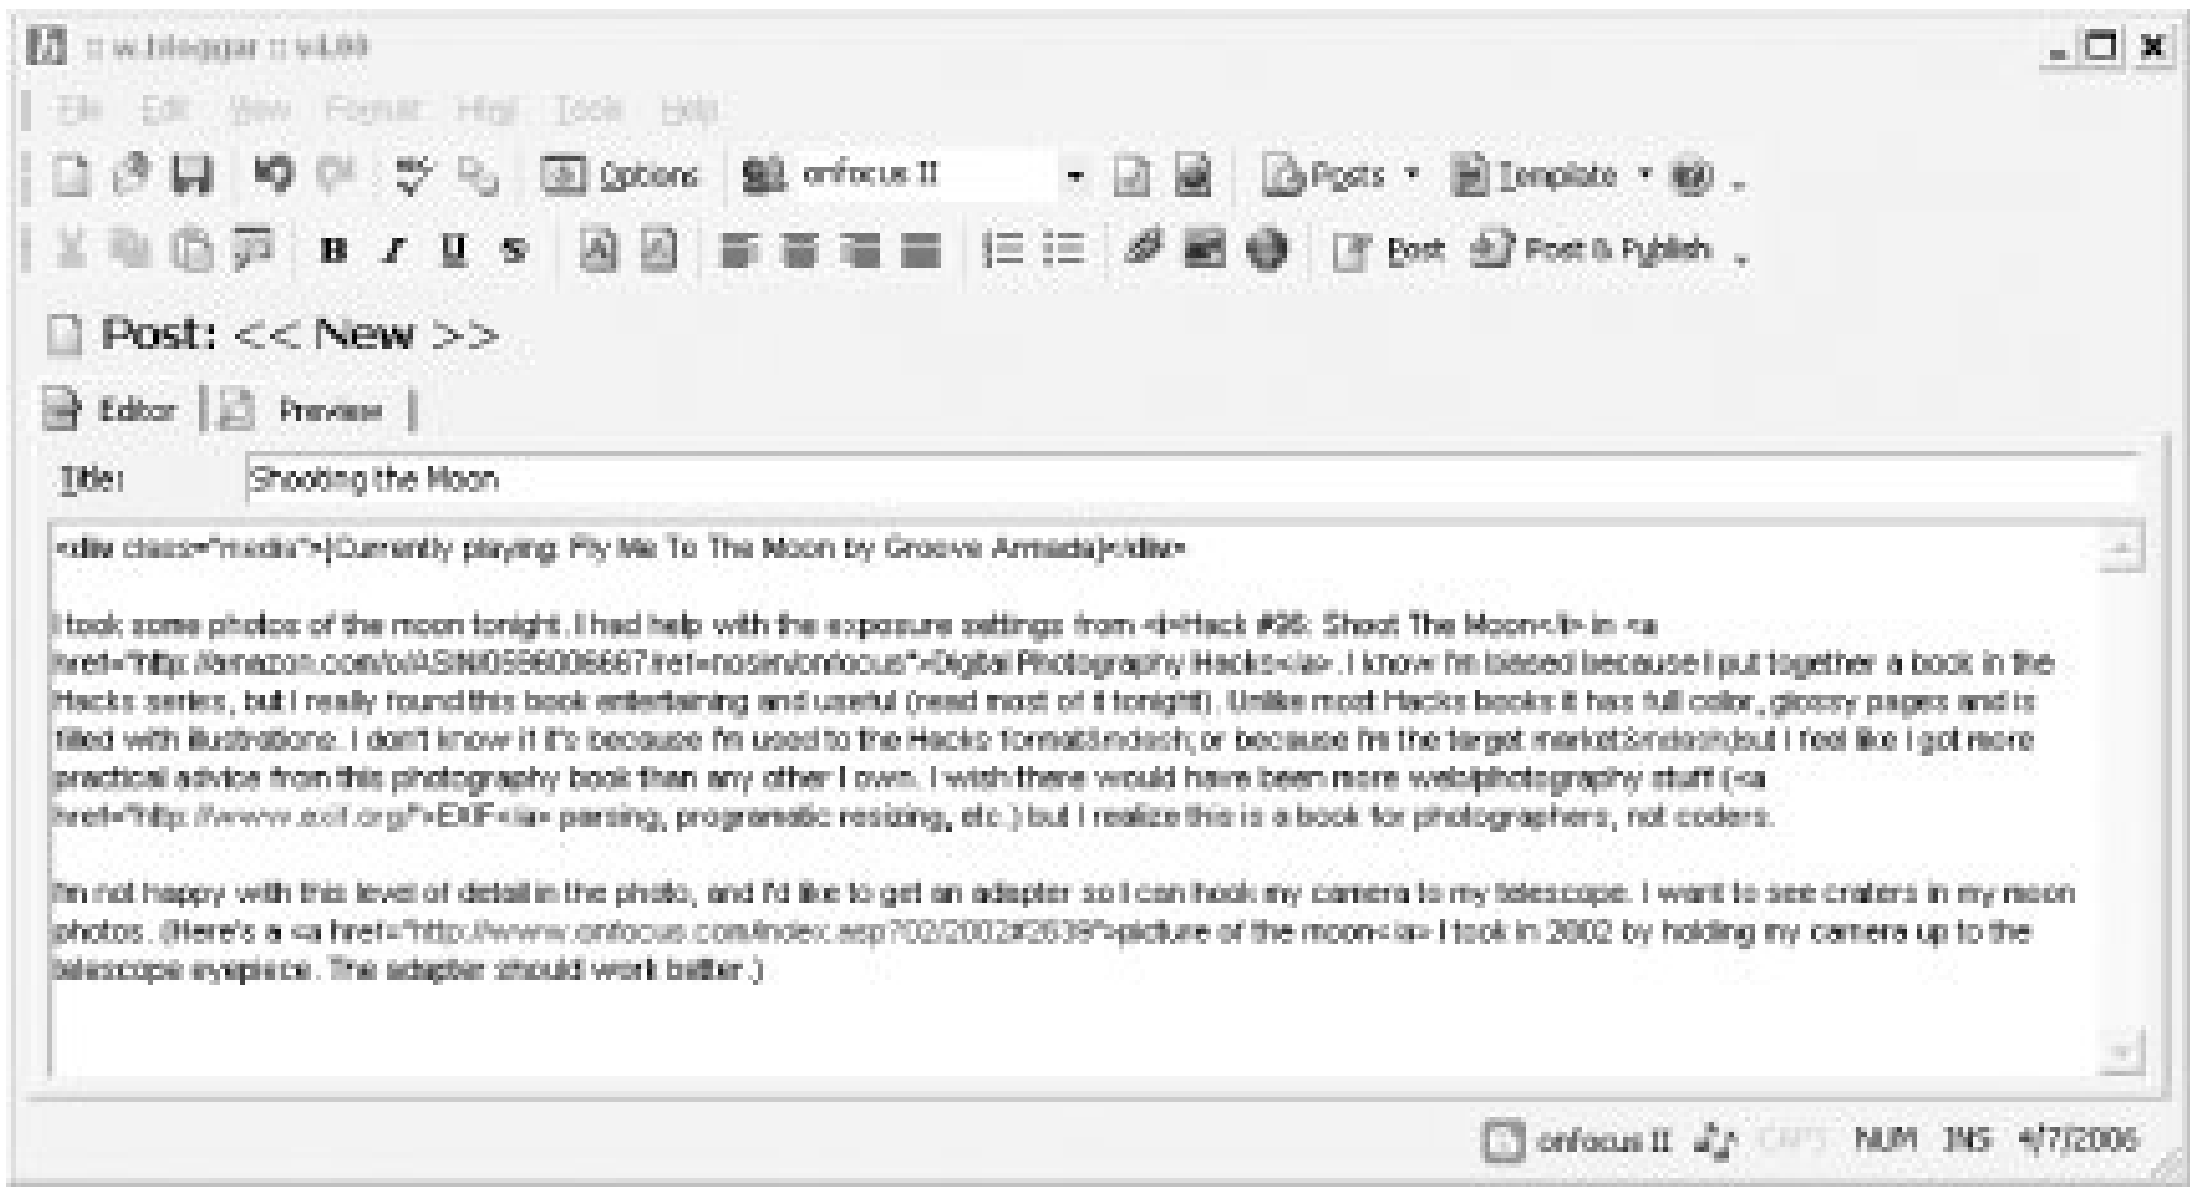 :: w.bloggar :: v4.00
File Edit View Format Html Tools Help
Options onfocus II Posts Template
B I U S Post Post & Publish
Post: << New >>
Editor Preview
Title: Shooting the Moon
<div class="media">[Currently playing: Fly Me To The Moon by Groove Armada]</div>
I took some photos of the moon tonight. I had help with the exposure settings from <i>Hack #26: Shoot The Moon</i> in <a
href="http://amazon.com/o/ASIN/0596006667/ref=nosim/onfocus">Digital Photography Hacks</a>. I know I'm biased because I put together a book in the
Hacks series, but I really found this book entertaining and useful (read most of it tonight). Unlike most Hacks books it has full color, glossy pages and is
filled with illustrations. I don't know if it's because I'm used to the Hacks format&mdash;or because I'm the target market&mdash;but I feel like I got more
practical advice from this photography book than any other I own. I wish there would have been more web/photography stuff (<a
href="http://www.exif.org/">EXIF</a> parsing, programatic resizing, etc.) but I realize this is a book for photographers, not coders.
I'm not happy with this level of detail in the photo, and I'd like to get an adapter so I can hook my camera to my telescope. I want to see craters in my moon
photos. (Here's a <a href="http://www.onfocus.com/index.asp?02/2002#2639">picture of the moon</a> I took in 2002 by holding my camera up to the
telescope eyepiece. The adapter should work better.)
onfocus II CAPS NUM INS 4/7/2006